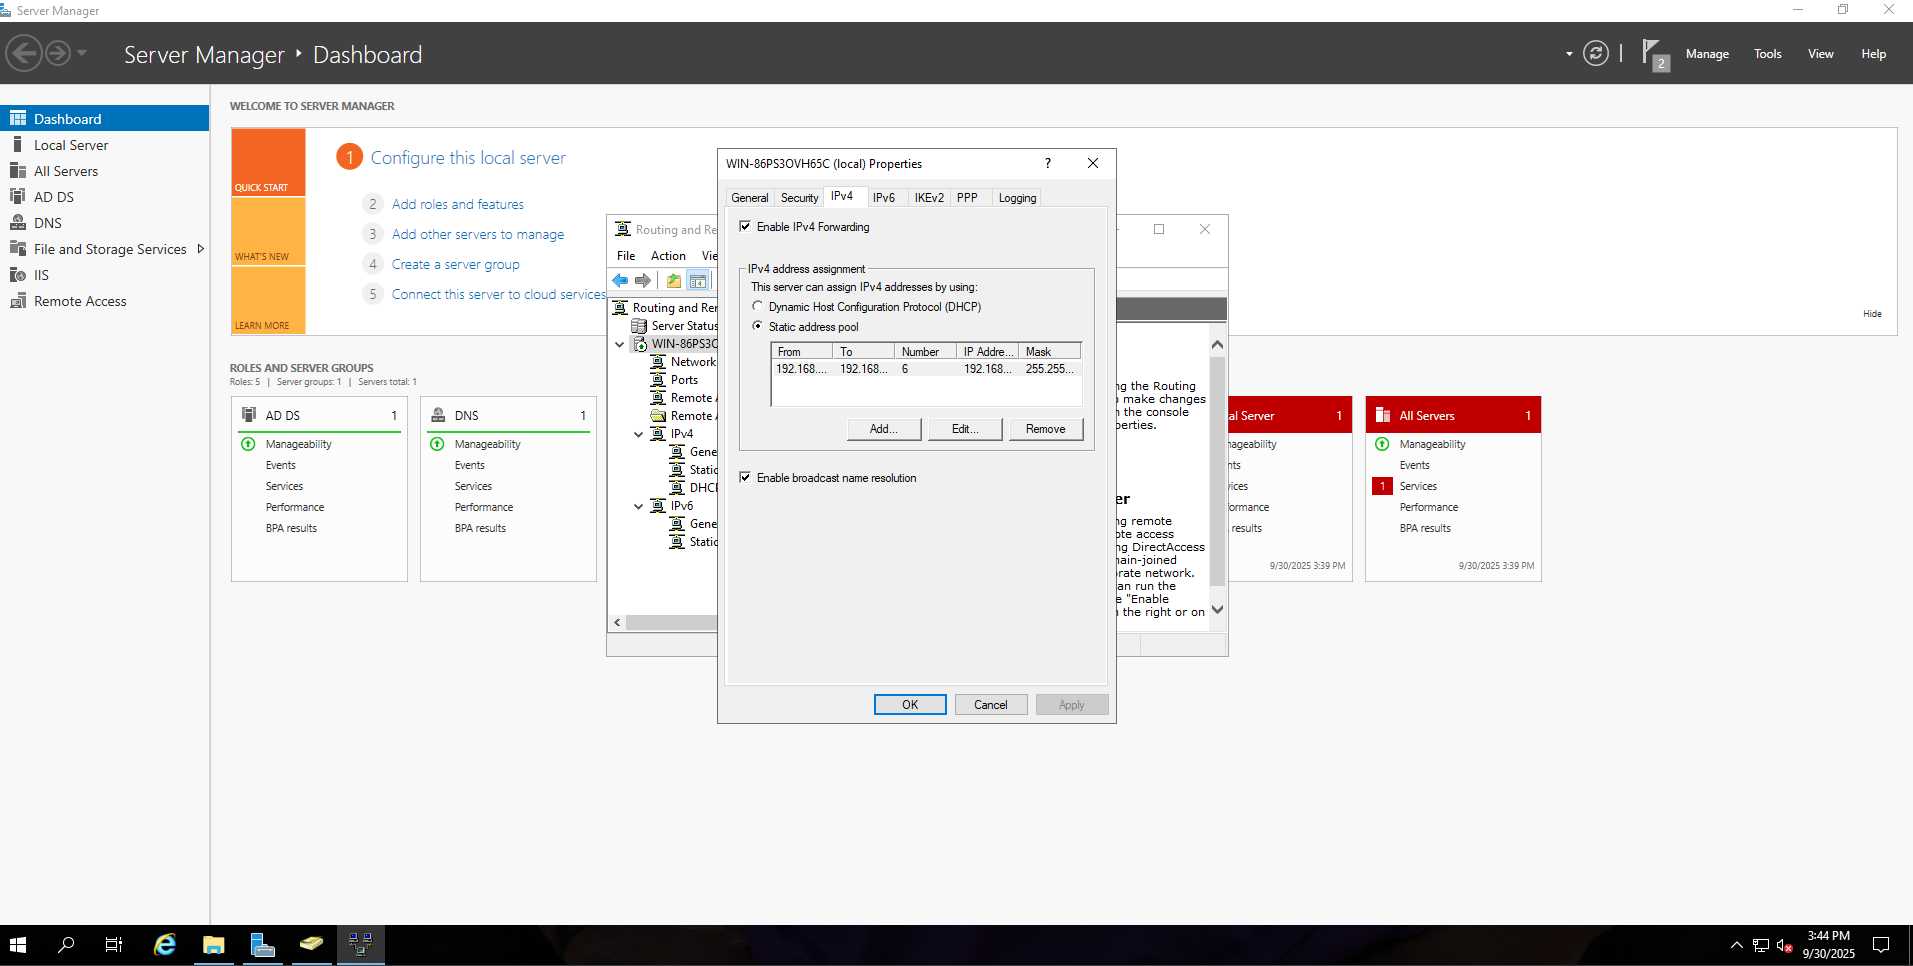 Server Manager
Server Manager ‣ Dashboard
2
Manage
Tools
View
Help
Dashboard
Local Server
All Servers
AD DS
DNS
File and Storage Services
IIS
Remote Access
WELCOME TO SERVER MANAGER
QUICK START
WHAT'S NEW
LEARN MORE
1 Configure this local server
2 Add roles and features
3 Add other servers to manage
4 Create a server group
5 Connect this server to cloud services
Hide
ROLES AND SERVER GROUPS
Roles: 5 | Server groups: 1 | Servers total: 1
AD DS 1
Manageability
Events
Services
Performance
BPA results
DNS 1
Manageability
Events
Services
Performance
BPA results
Routing and Re
File Action Vie
Routing and Rer
Server Status
WIN-86PS3O
Network
Ports
Remote A
Remote A
IPv4
Gene
Static
DHCP
IPv6
Gene
Static
WIN-86PS3OVH65C (local) Properties
?
General Security IPv4 IPv6 IKEv2 PPP Logging
Enable IPv4 Forwarding
IPv4 address assignment
This server can assign IPv4 addresses by using:
Dynamic Host Configuration Protocol (DHCP)
Static address pool
From To Number IP Addre... Mask
192.168.... 192.168... 6 192.168... 255.255...
Add... Edit... Remove
Enable broadcast name resolution
OK Cancel Apply
ng the Routing
o make changes
n the console
perties.
er
ng remote
ote access
ng DirectAccess
nain-joined
orate network.
an run the
e "Enable
n the right or on
al Server 1
nageability
nts
vices
ormance
results
9/30/2025 3:39 PM
All Servers 1
Manageability
Events
1 Services
Performance
BPA results
9/30/2025 3:39 PM
3:44 PM
9/30/2025